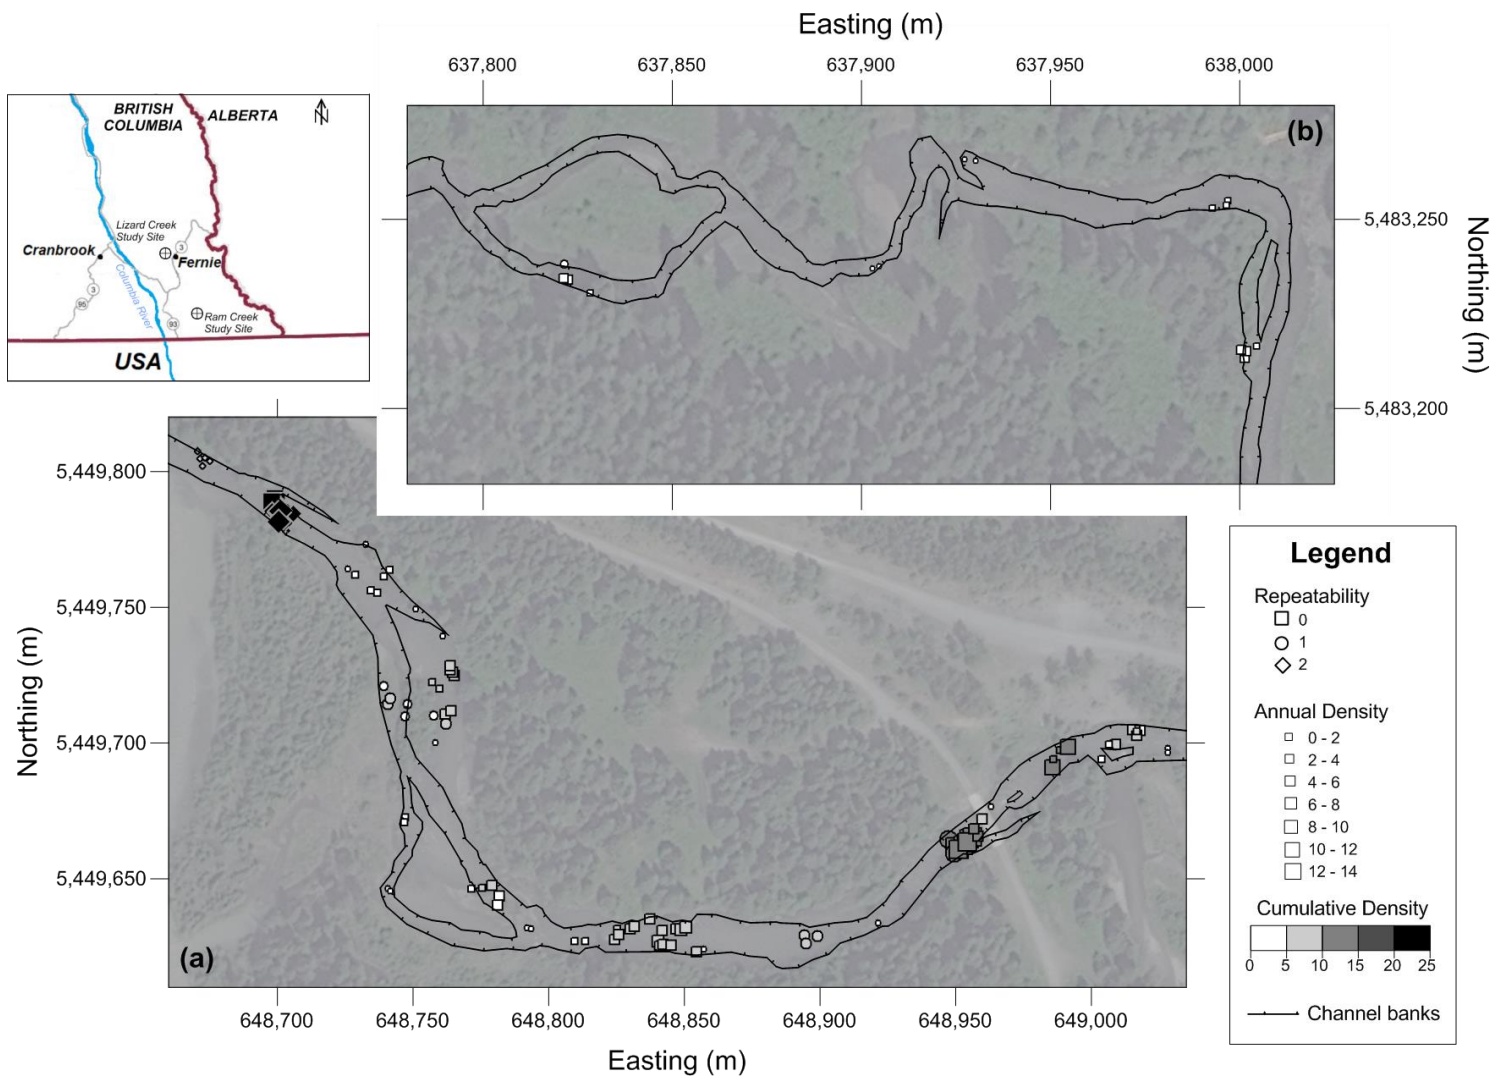 Easting (m)
637,800
637,850
637,900
637,950
638,000
BRITISH
COLUMBIA
ALBERTA
N
Lizard Creek
Study Site
Cranbrook
3
Fernie
3
95
Columbia River
93
Ram Creek
Study Site
USA
(b)
5,483,250
5,483,200
Northing (m)
5,449,800
5,449,750
5,449,700
5,449,650
Northing (m)
(a)
648,700
648,750
648,800
648,850
648,900
648,950
649,000
Easting (m)
Legend
Repeatability
0
1
2
Annual Density
0 - 2
2 - 4
4 - 6
6 - 8
8 - 10
10 - 12
12 - 14
Cumulative Density
0 5 10 15 20 25
Channel banks